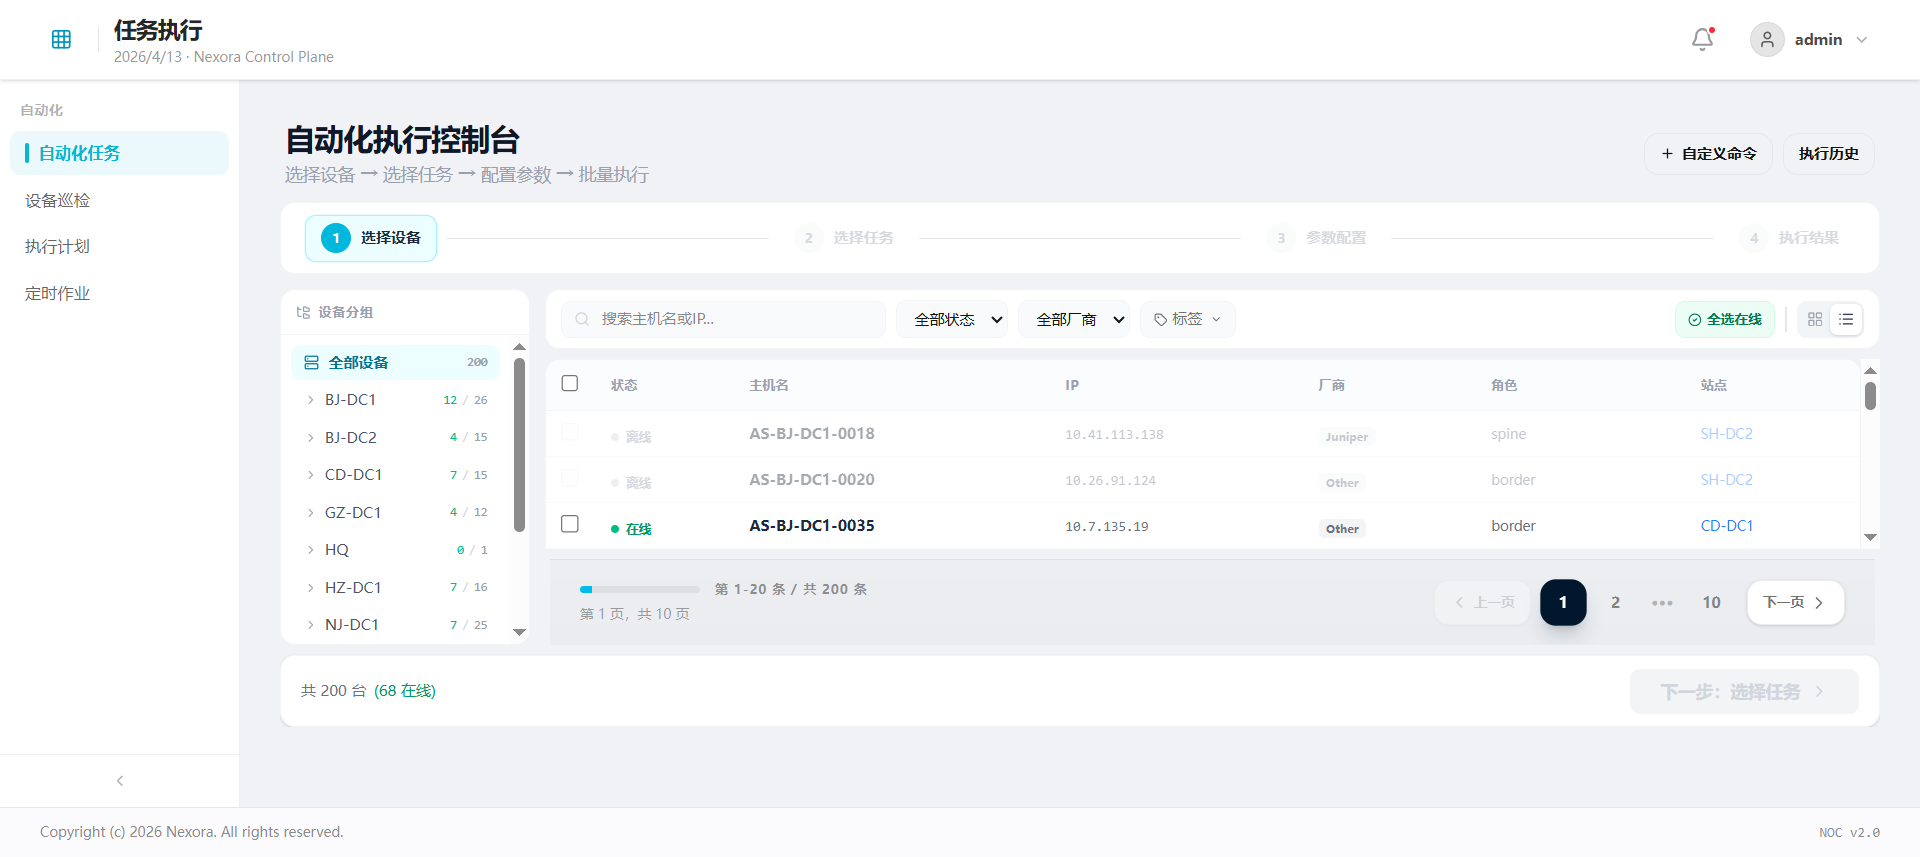 任务执行
2026/4/13 · Nexora Control Plane
admin
自动化
自动化任务
设备巡检
执行计划
定时作业
自动化执行控制台
选择设备 → 选择任务 → 配置参数 → 批量执行
+ 自定义命令
执行历史
1 选择设备
2 选择任务
3 参数配置
4 执行结果
设备分组
全部设备 200
BJ-DC1 12 / 26
BJ-DC2 4 / 15
CD-DC1 7 / 15
GZ-DC1 4 / 12
HQ 0 / 1
HZ-DC1 7 / 16
NJ-DC1 7 / 25
搜索主机名或IP...
全部状态
全部厂商
标签
全选在线
状态 主机名 IP 厂商 角色 站点
离线 AS-BJ-DC1-0018 10.41.113.138 Juniper spine SH-DC2
离线 AS-BJ-DC1-0020 10.26.91.124 Other border SH-DC2
在线 AS-BJ-DC1-0035 10.7.135.19 Other border CD-DC1
第 1-20 条 / 共 200 条
第 1 页，共 10 页
上一页 1 2 ••• 10 下一页
共 200 台 (68 在线)
下一步：选择任务
Copyright (c) 2026 Nexora. All rights reserved.
NOC v2.0